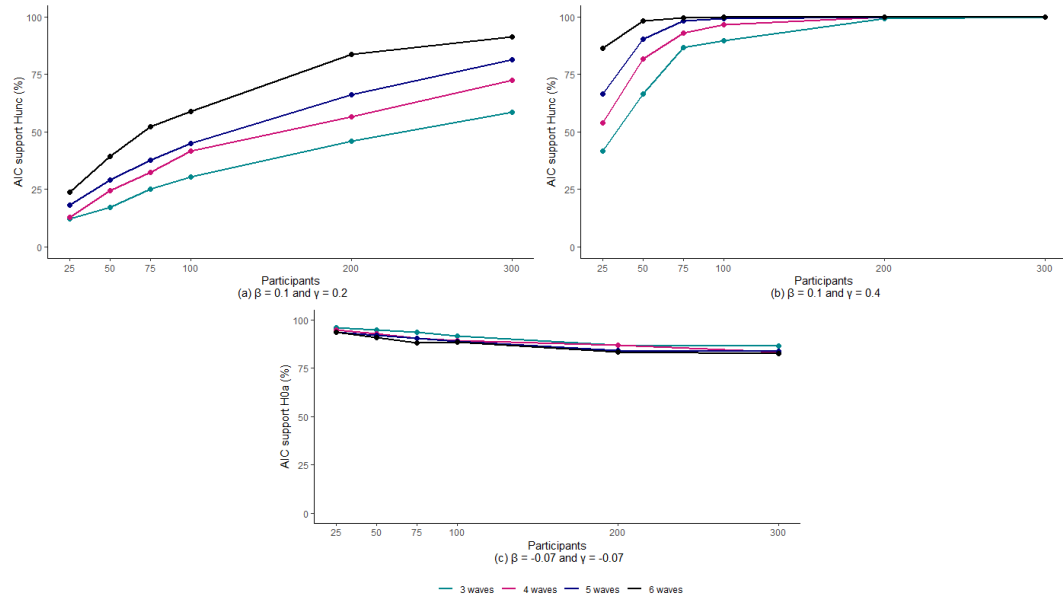 AIC support Hunc (%)
100
75
50
25
0
25 50 75 100 200 300
Participants
(a) β = 0.1 and γ = 0.2
AIC support Hunc (%)
100
75
50
25
0
25 50 75 100 200 300
Participants
(b) β = 0.1 and γ = 0.4
AIC support H0a (%)
100
75
50
25
0
25 50 75 100 200 300
Participants
(c) β = -0.07 and γ = -0.07
3 waves 4 waves 5 waves 6 waves